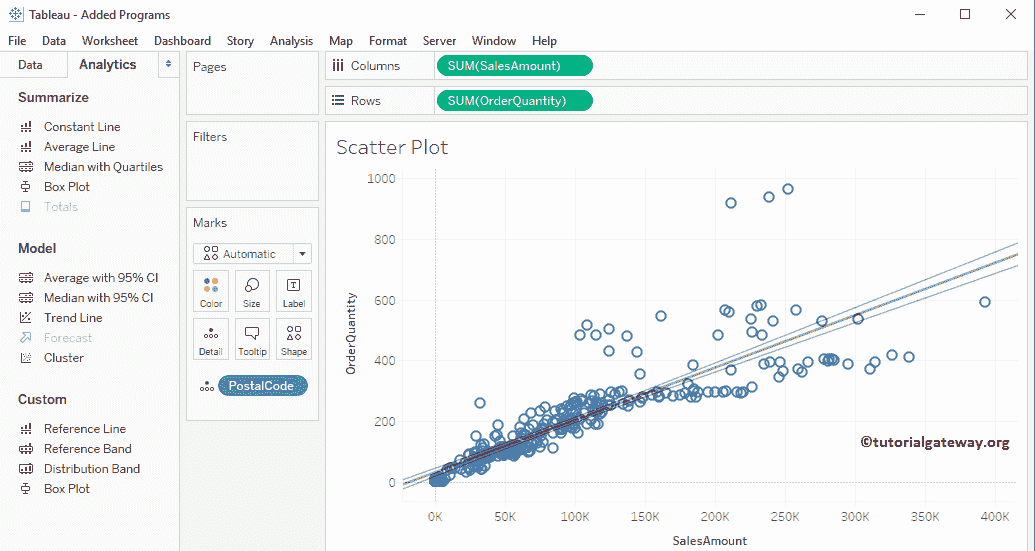 Tableau - Added Programs
File Data Worksheet Dashboard Story Analysis Map Format Server Window Help
Data Analytics
Summarize
Constant Line
Average Line
Median with Quartiles
Box Plot
Totals
Model
Average with 95% CI
Median with 95% CI
Trend Line
Forecast
Cluster
Custom
Reference Line
Reference Band
Distribution Band
Box Plot
Pages
Filters
Marks
Automatic
Color Size Label
T
Detail Tooltip Shape
PostalCode
Columns SUM(SalesAmount)
Rows SUM(OrderQuantity)
Scatter Plot
1000
800
600
400
200
0
OrderQuantity
©tutorialgateway.org
0K 50K 100K 150K 200K 250K 300K 350K 400K
SalesAmount